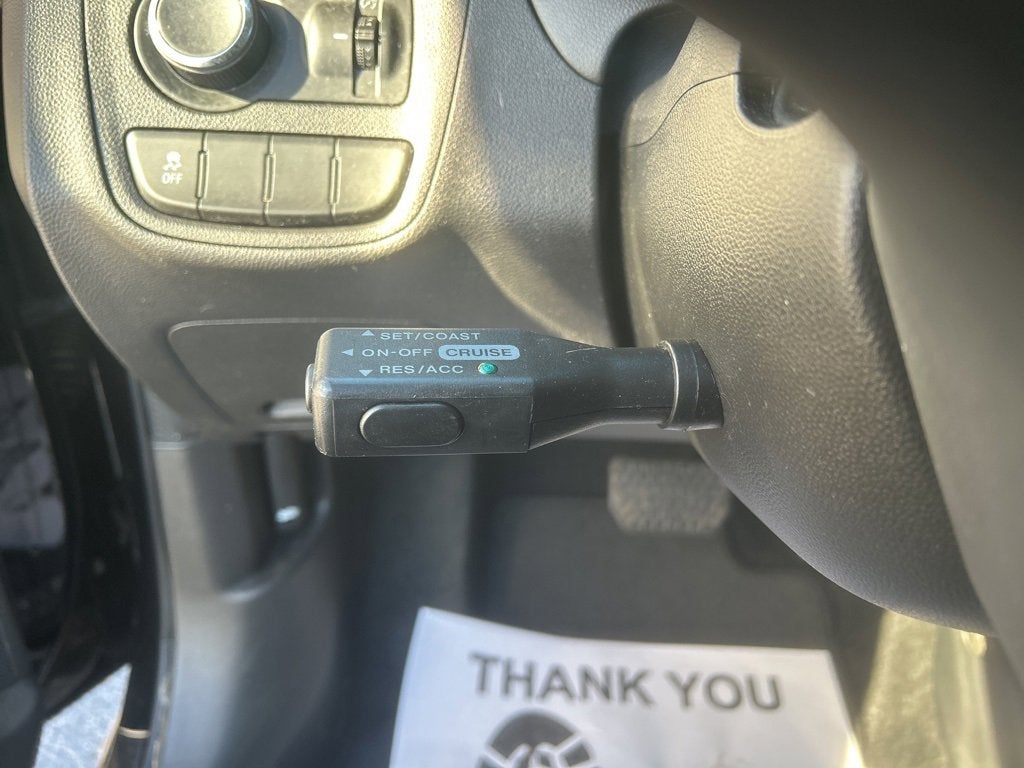 OFF
▲ SET/COAST
◄ ON-OFF CRUISE
▼ RES/ACC
THANK YOU